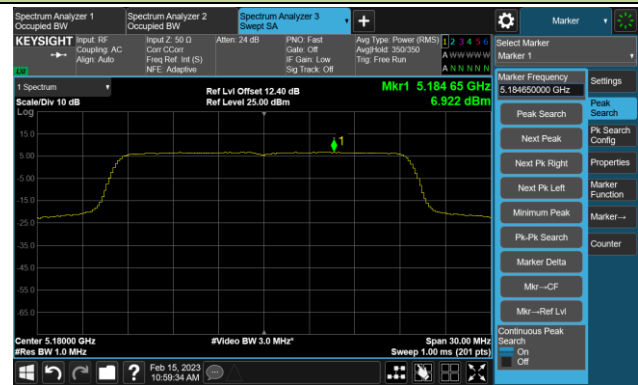 Spectrum Analyzer 1
Occupied BW
Spectrum Analyzer 2
Occupied BW
Spectrum Analyzer 3
Swept SA
Marker
KEYSIGHT
Input: RF
Coupling: AC
Align: Auto
Input Z: 50 Ω
Corr CCorr
Freq Ref: Int (S)
NFE: Adaptive
Atten: 24 dB
PNO: Fast
Gate: Off
IF Gain: Low
Sig Track: Off
Avg Type: Power (RMS)
Avg|Hold: 350/350
Trig: Free Run
1 2 3 4 5 6
A W W W W W
A N N N N N
Select Marker
Marker 1
1 Spectrum
Scale/Div 10 dB
Log
Ref Lvl Offset 12.40 dB
Ref Level 25.00 dBm
Mkr1 5.184 65 GHz
6.922 dBm
15.0
5.00
-5.00
-15.0
-25.0
-35.0
-45.0
-55.0
-65.0
1
Center 5.18000 GHz
#Res BW 1.0 MHz
#Video BW 3.0 MHz*
Span 30.00 MHz
Sweep 1.00 ms (201 pts)
Marker Frequency
5.184650000 GHz
Peak Search
Next Peak
Next Pk Right
Next Pk Left
Minimum Peak
Pk-Pk Search
Marker Delta
Mkr→CF
Mkr→Ref Lvl
Continuous Peak
Search
On
Off
Settings
Peak
Search
Pk Search
Config
Properties
Marker
Function
Marker→
Counter
Feb 15, 2023
10:59:34 AM